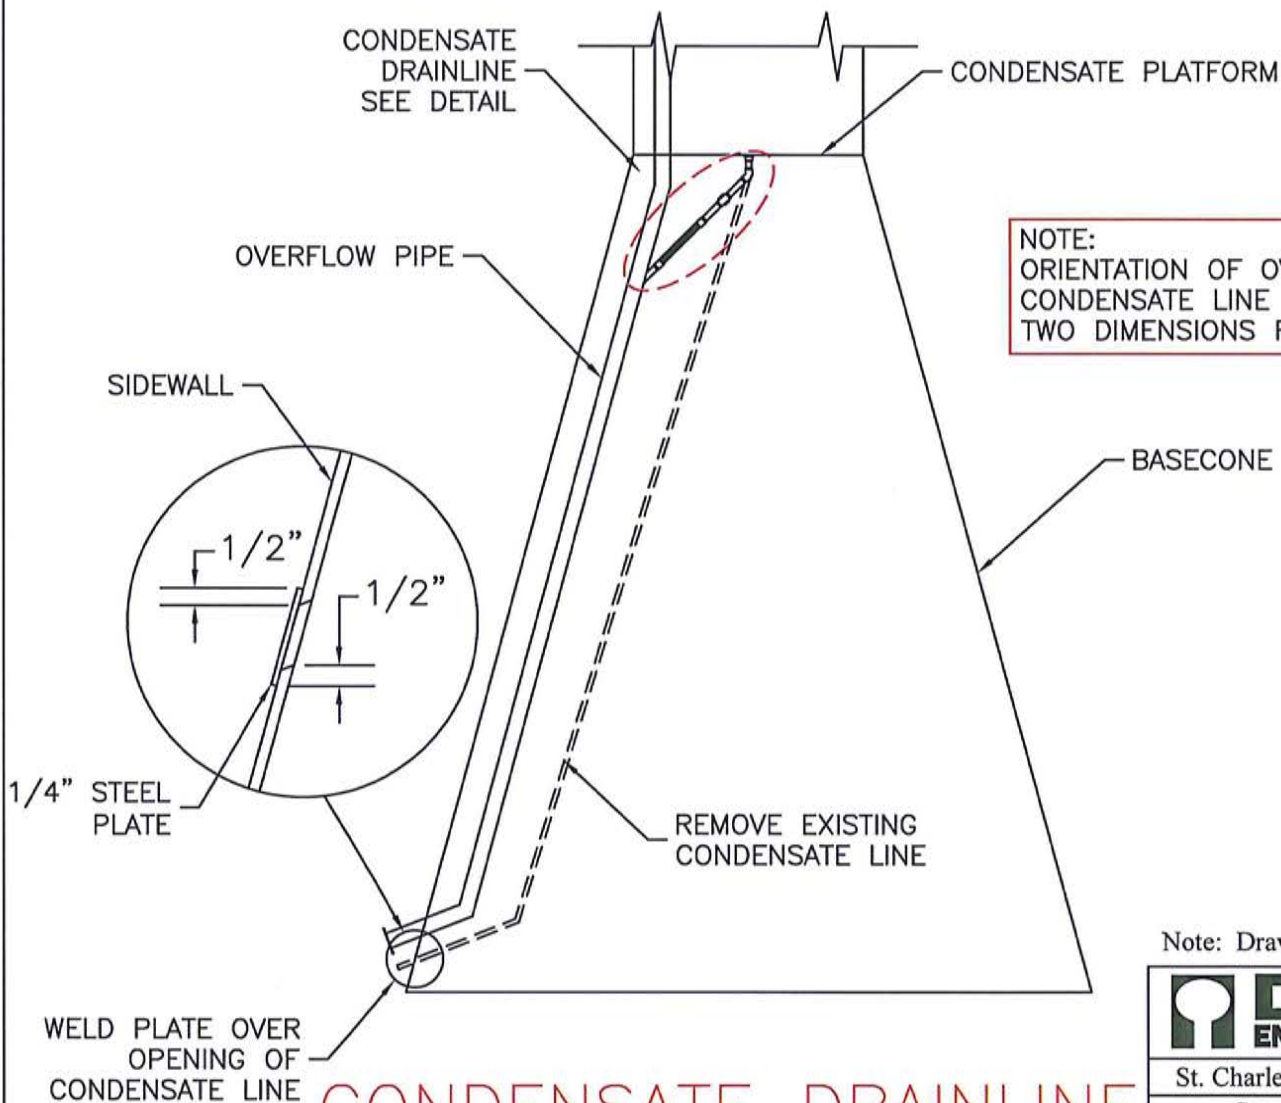 CONDENSATE
DRAINLINE
SEE DETAIL
CONDENSATE PLATFORM
OVERFLOW PIPE
NOTE:
ORIENTATION OF
CONDENSATE LINE
TWO DIMENSIONS
SIDEWALL
BASECONE
1/2"
1/2"
1/4" STEEL
PLATE
REMOVE EXISTING
CONDENSATE LINE
WELD PLATE OVER
OPENING OF
CONDENSATE LINE
CONDENSATE DRAINLINE
Note:
St.